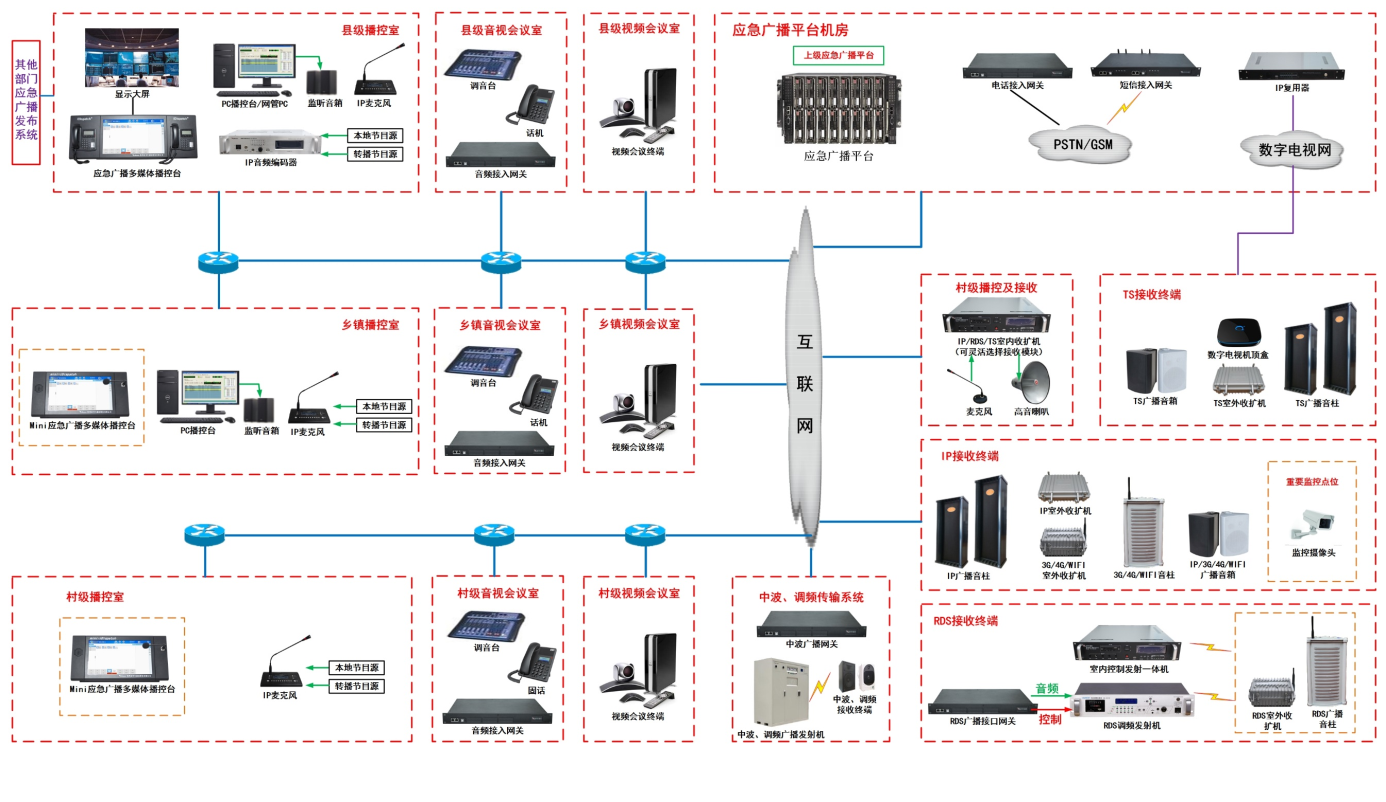 其他
部门
应急
广播
发布
系统
县级播控室
显示大屏
PC播控台/网管PC
监听音箱
IP麦克风
应急广播多媒体播控台
IP音频编码器
本地节目源
转播节目源
县级音视会议室
调音台
话机
音频接入网关
县级视频会议室
视频会议终端
应急广播平台机房
上级应急广播平台
应急广播平台
电话接入网关
短信接入网关
IP复用器
PSTN/GSM
数字电视网
互
联
网
乡镇播控室
Mini应急广播多媒体播控台
PC播控台
监听音箱
IP麦克风
本地节目源
转播节目源
乡镇音视会议室
调音台
话机
音频接入网关
乡镇视频会议室
视频会议终端
村级播控及接收
IP/RDS/TS室内收扩机
(可灵活选择接收模块)
麦克风
高音喇叭
TS接收终端
TS广播音箱
数字电视机顶盒
TS室外收扩机
TS广播音柱
IP接收终端
IP广播音柱
IP室外收扩机
3G/4G/WIFI
室外收扩机
3G/4G/WIFI音柱
IP/3G/4G/WIFI
广播音箱
重要监控点位
监控摄像头
村级播控室
Mini应急广播多媒体播控台
IP麦克风
本地节目源
转播节目源
村级音视会议室
调音台
固话
音频接入网关
村级视频会议室
视频会议终端
中波、调频传输系统
中波广播网关
中波、调频
接收终端
中波、调频广播发射机
RDS接收终端
室内控制发射一体机
音频
控制
RDS广播接口网关
RDS调频发射机
RDS室外收
扩机
RDS广播
音柱